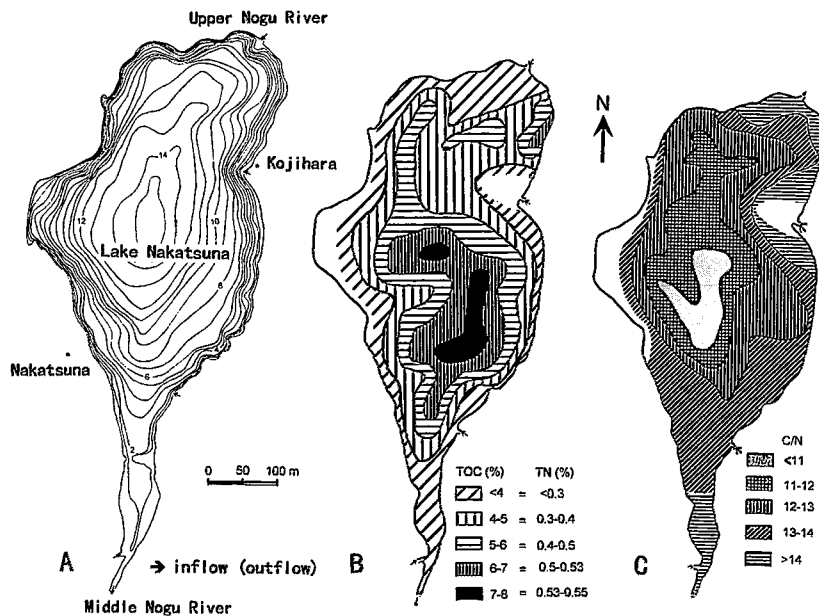 Upper Nogu River
14
Kojihara
12
10
Lake Nakatsuna
8
Nakatsuna
6
2
0 50 100 m
A
→ inflow (outflow)
Middle Nogu River
TOC (%) TN (%)
<4 = <0.3
4-5 = 0.3-0.4
5-6 = 0.4-0.5
6-7 = 0.5-0.53
7-8 = 0.53-0.55
B
N
C/N
<11
11-12
12-13
13-14
>14
C